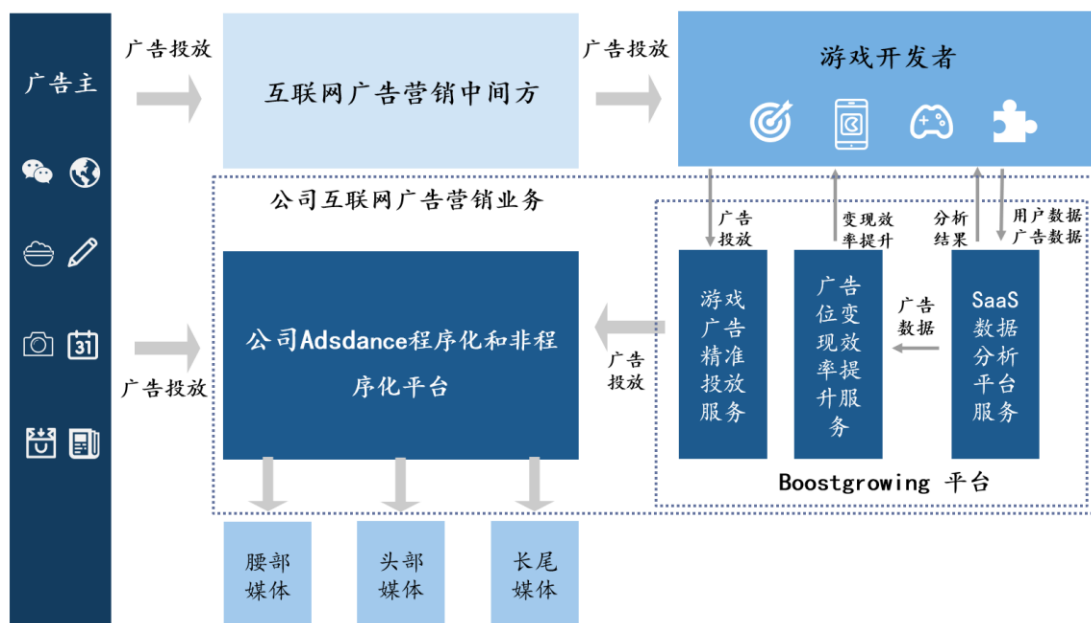 广告主
广告投放
互联网广告营销中间方
广告投放
游戏开发者
公司互联网广告营销业务
广告
投放
变现效
率提升
分析
结果
用户数据
广告数据
31
广告投放
公司Adsdance程序化和非程
序化平台
广告
投放
游戏
广告
精准
投放
服务
广告
位变
现效
率提
升服
务
广告
数据
SaaS
数据
分析
平台
服务
Boostgrowing 平台
腰部
媒体
头部
媒体
长尾
媒体